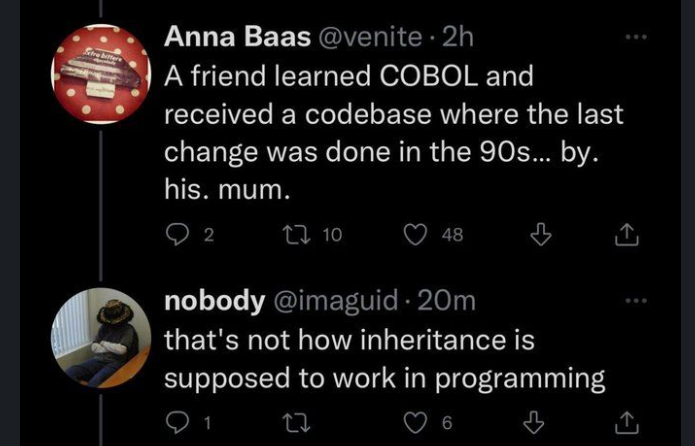 Anna Baas @venite · 2h
A friend learned COBOL and
received a codebase where the last
change was done in the 90s... by.
his. mum.
2 10 48
nobody @imaguid · 20m
that's not how inheritance is
supposed to work in programming
1 6